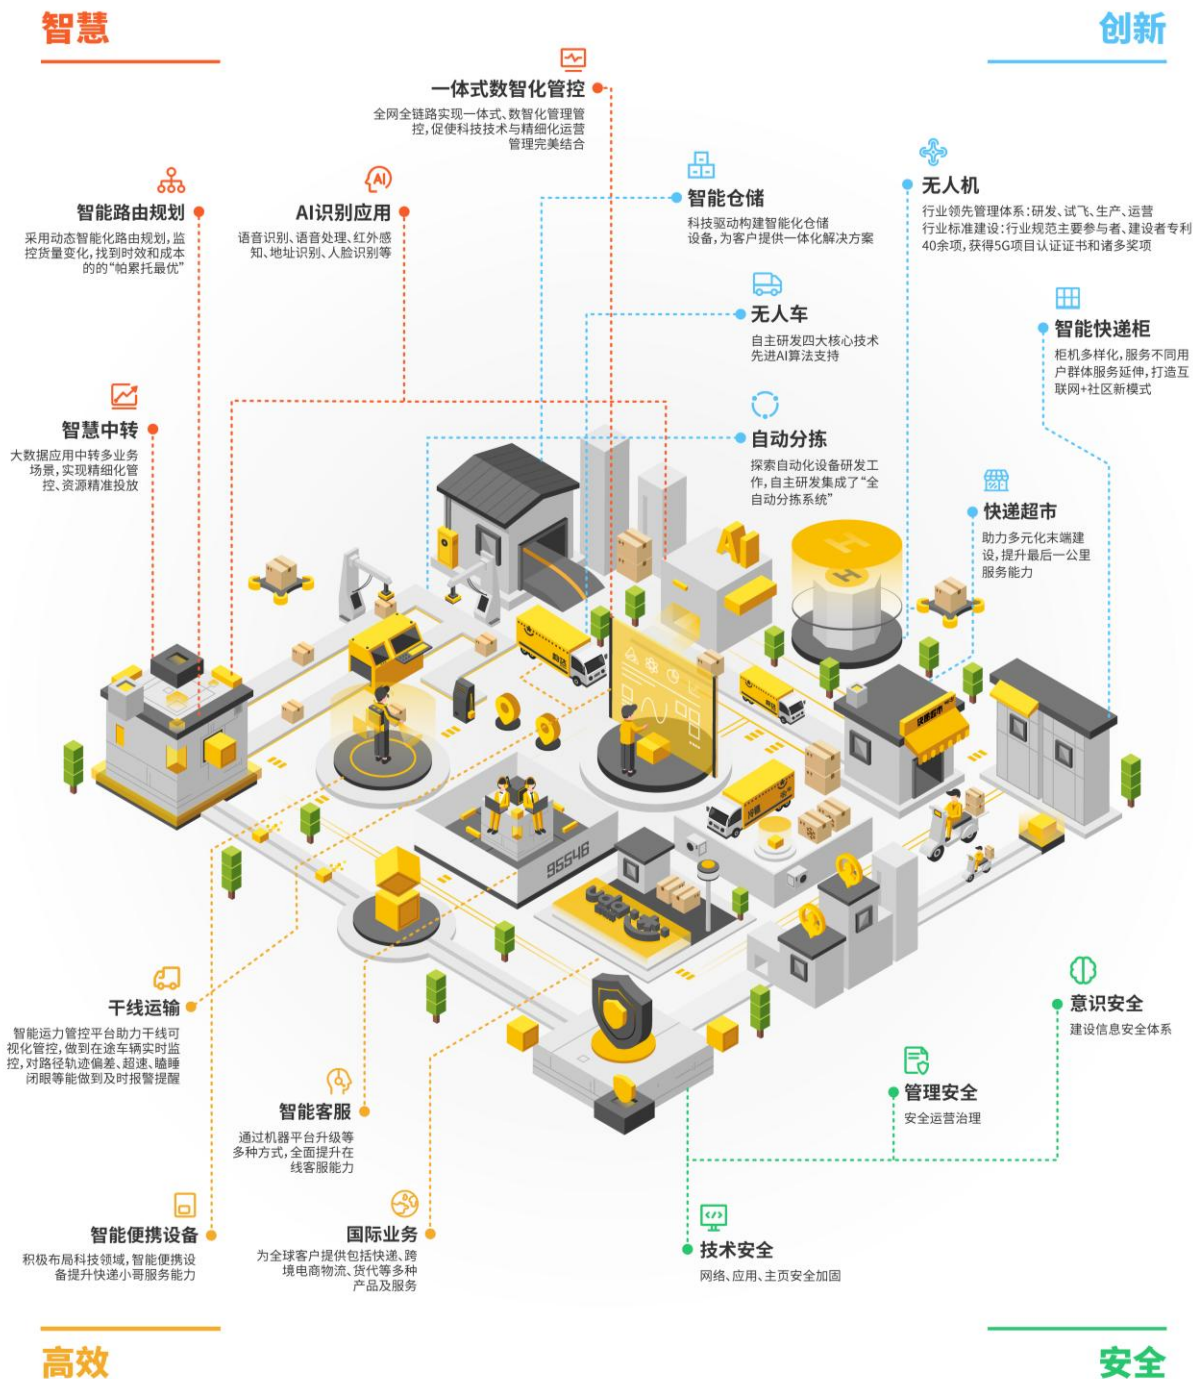 智慧
创新
一体式数智化管控
全网全链路实现一体式、数智化管理管
控,促使科技技术与精细化运营
管理完美结合
智能路由规划
采用动态智能化路由规划,监
控货量变化,找到时效和成本
的的“帕累托最优”
AI识别应用
语音识别、语音处理、红外感
知、地址识别、人脸识别等
智慧中转
大数据应用中转多业务
场景,实现精细化管
控、资源精准投放
智能仓储
科技驱动构建智能化仓储
设备,为客户提供一体化解决方案
无人机
行业领先管理体系:研发、试飞、生产、运营
行业标准建设:行业规范主要参与者、建设者专利
40余项,获得5G项目认证证书和诸多奖项
无人车
自主研发四大核心技术
先进AI算法支持
智能快递柜
柜机多样化,服务不同用
户群体服务延伸,打造互
联网+社区新模式
自动分拣
探索自动化设备研发工
作,自主研发集成了“全
自动分拣系统”
快递超市
助力多元化末端建
设,提升最后一公里
服务能力
AI
H
H
快递超市
95546
干线运输
智能运力管控平台助力干线可
视化管控,做到在途车辆实时监
控,对路径轨迹偏差、超速、瞌睡
闭眼等能做到及时报警提醒
智能客服
通过机器平台升级等
多种方式,全面提升在
线客服能力
智能便携设备
积极布局科技领域,智能便携设
备提升快递小哥服务能力
国际业务
为全球客户提供包括快递、跨
境电商物流、货代等多种
产品及服务
意识安全
建设信息安全体系
管理安全
安全运营治理
技术安全
网络、应用、主页安全加固
高效
安全